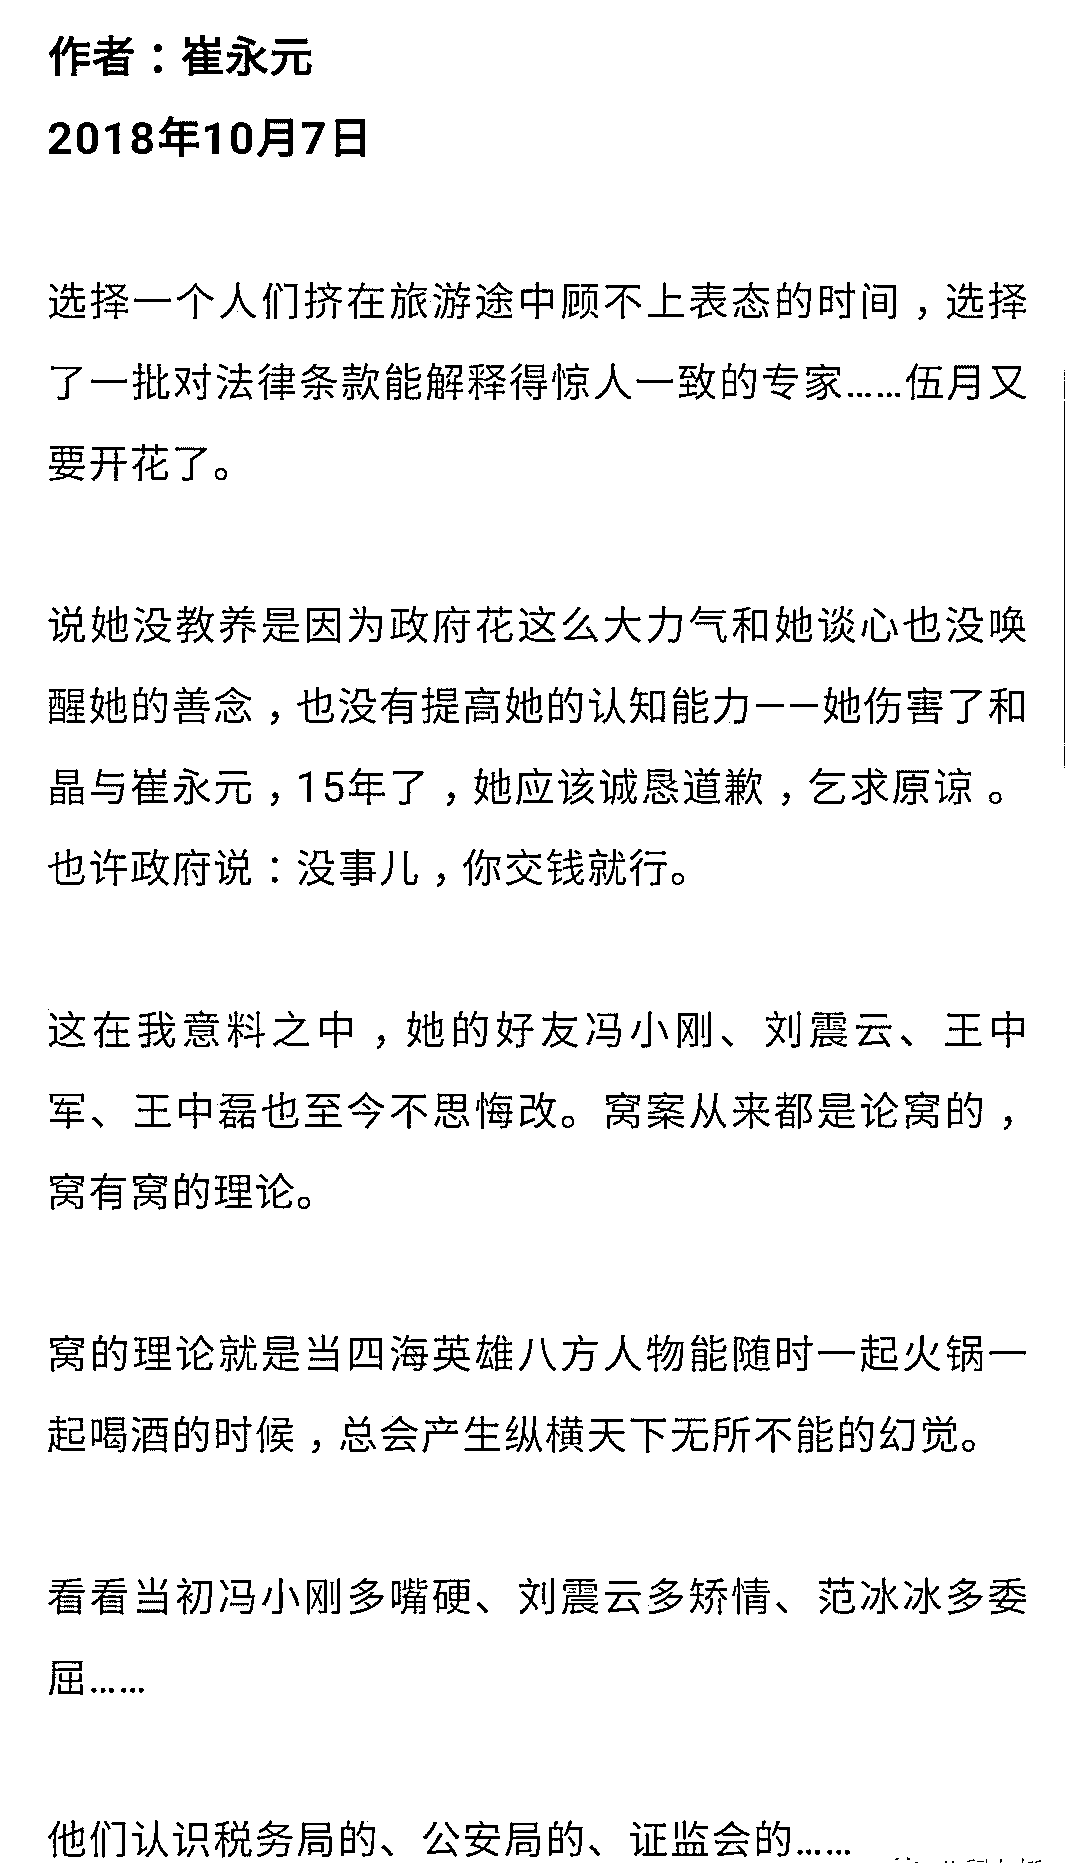 作者：崔永元
2018年10月7日
选择一个人们挤在旅游途中顾不上表态的时间，选择
了一批对法律条款能解释得惊人一致的专家……伍月又
要开花了。
说她没教养是因为政府花这么大力气和她谈心也没唤
醒她的善念，也没有提高她的认知能力——她伤害了和
晶与崔永元，15年了，她应该诚恳道歉，乞求原谅。
也许政府说：没事儿，你交钱就行。
这在我意料之中，她的好友冯小刚、刘震云、王中
军、王中磊也至今不思悔改。窝案从来都是论窝的，
窝有窝的理论。
窝的理论就是当四海英雄八方人物能随时一起火锅一
起喝酒的时候，总会产生纵横天下无所不能的幻觉。
看看当初冯小刚多嘴硬、刘震云多矫情、范冰冰多委
屈……
他们认识税务局的、公安局的、证监会的……